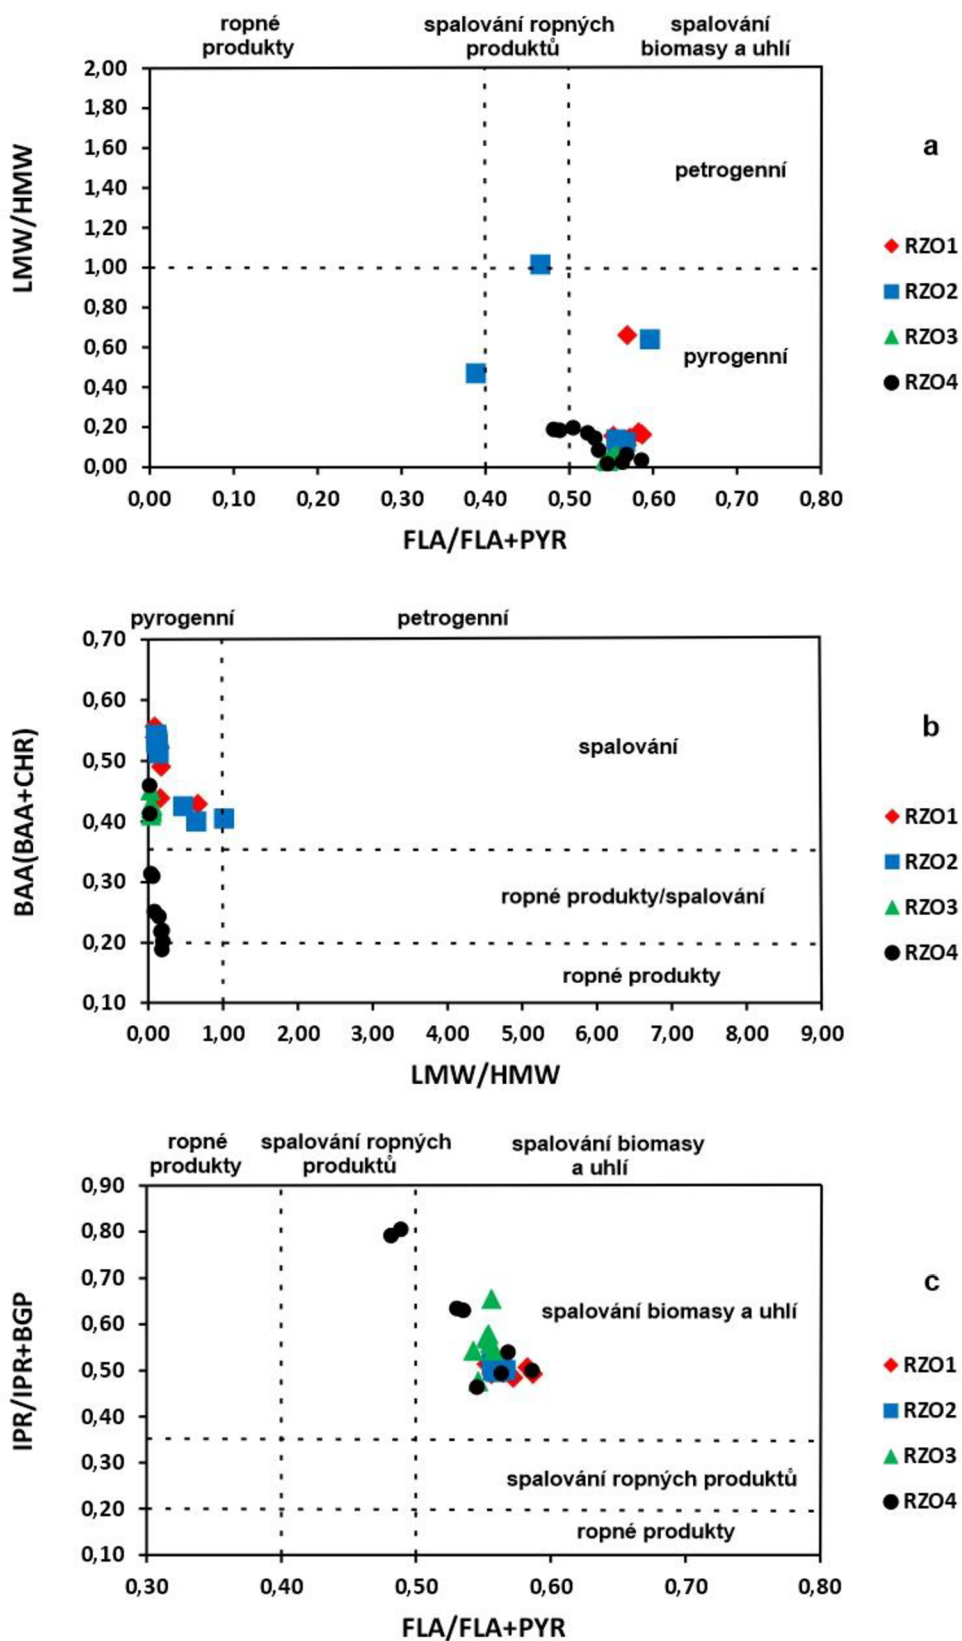 ropné
produkty
spalování ropných
produktů
spalování
biomasy a uhlí
2,00
1,80
1,60
1,40
1,20
1,00
0,80
0,60
0,40
0,20
0,00
LMW/HMW
petrogenní
pyrogenní
0,00 0,10 0,20 0,30 0,40 0,50 0,60 0,70 0,80
FLA/FLA+PYR
a
RZO1
RZO2
RZO3
RZO4
pyrogenní
petrogenní
0,70
0,60
0,50
0,40
0,30
0,20
0,10
BAA(BAA+CHR)
spalování
ropné produkty/spalování
ropné produkty
0,00 1,00 2,00 3,00 4,00 5,00 6,00 7,00 8,00 9,00
LMW/HMW
b
RZO1
RZO2
RZO3
RZO4
ropné
produkty
spalování ropných
produktů
spalování biomasy
a uhlí
0,90
0,80
0,70
0,60
0,50
0,40
0,30
0,20
0,10
IPR/IPR+BGP
spalování biomasy a uhlí
spalování ropných produktů
ropné produkty
0,30 0,40 0,50 0,60 0,70 0,80
FLA/FLA+PYR
c
RZO1
RZO2
RZO3
RZO4